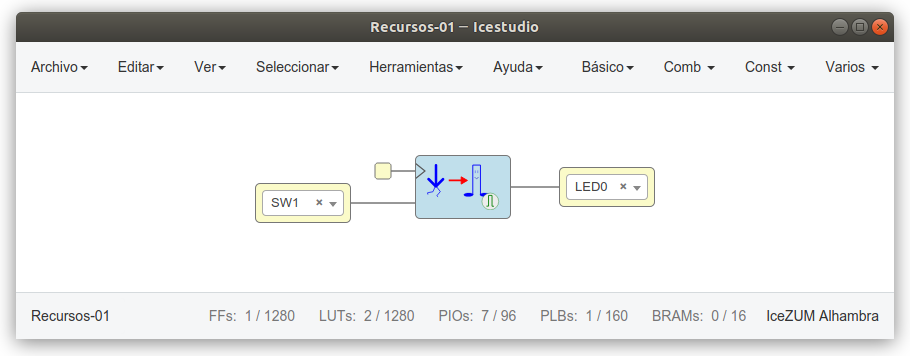 Recursos-01 — Icestudio
Archivo Editar Ver Seleccionar Herramientas Ayuda Básico Comb Const Varios
SW1 ×
LED0 ×
Recursos-01 FFs: 1 / 1280 LUTs: 2 / 1280 PIOs: 7 / 96 PLBs: 1 / 160 BRAMs: 0 / 16 IceZUM Alhambra